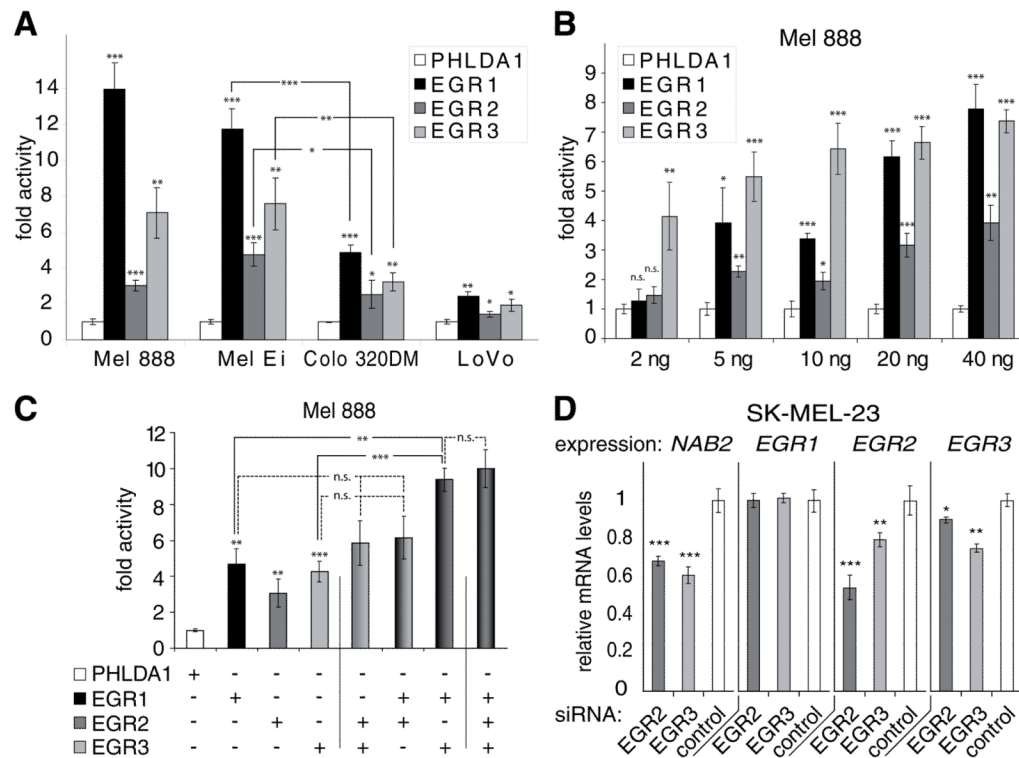 A
fold activity
14
12
10
8
6
4
2
0
PHLDA1
EGR1
EGR2
EGR3
***
***
**
***
***
**
***
**
*
***
*
**
**
*
*
Mel 888 Mel Ei Colo 320DM LoVo
B
Mel 888
fold activity
9
8
7
6
5
4
3
2
1
0
PHLDA1
EGR1
EGR2
EGR3
n.s. n.s. **
* ** ***
*** * ***
*** *** ***
*** ** ***
2 ng 5 ng 10 ng 20 ng 40 ng
C
Mel 888
fold activity
12
10
8
6
4
2
0
**
***
n.s.
n.s.
n.s.
** ** ***
PHLDA1 + - - - - - - -
EGR1 - + - - - + + +
EGR2 - - + - + + - +
EGR3 - - - + + - + +
D
SK-MEL-23
expression: NAB2 EGR1 EGR2 EGR3
relative mRNA levels
1
0.8
0.6
0.4
0.2
0
*** ***
*** **
* **
siRNA: EGR2 EGR3 control EGR2 EGR3 control EGR2 EGR3 control EGR2 EGR3 control